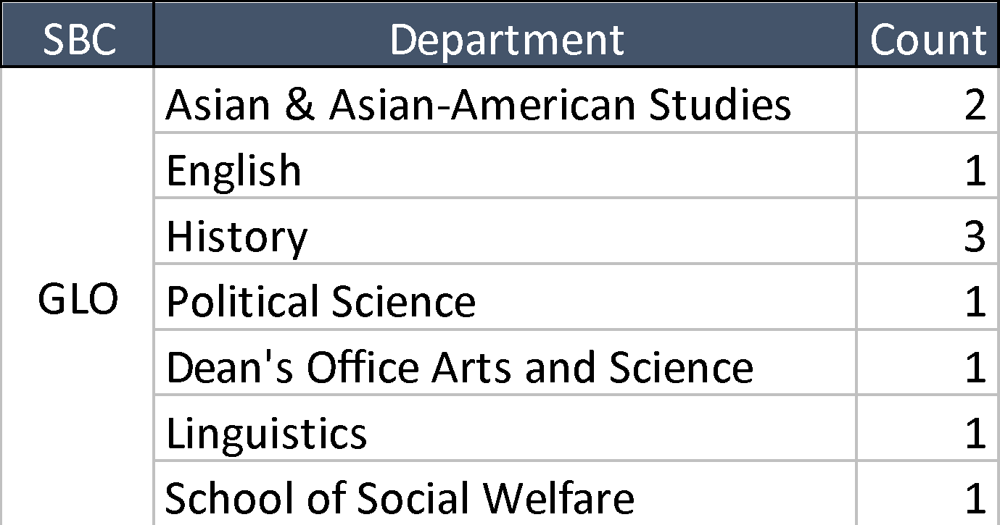 SBC Department Count
Asian & Asian-American Studies 2
English 1
History 3
GLO Political Science 1
Dean's Office Arts and Science 1
Linguistics 1
School of Social Welfare 1